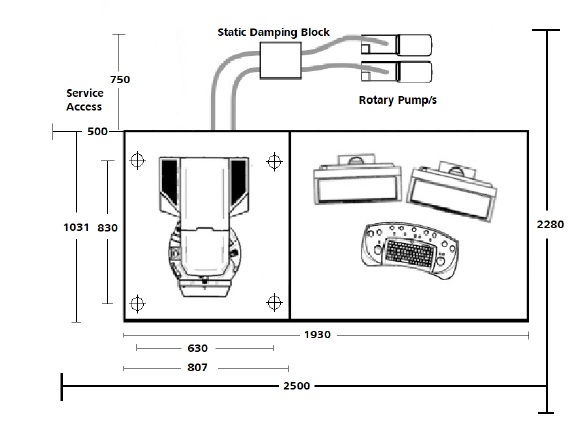 Static Damping Block
750
Service
Access
Rotary Pump/s
500
1031
830
2280
1930
630
807
2500